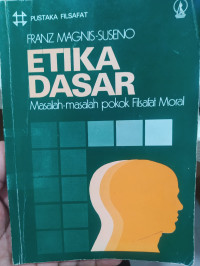 PUSTAKA FILSAFAT
FRANZ MAGNIS-SUSENO
ETIKA
DASAR
Masalah-masalah pokok Filsafat Moral